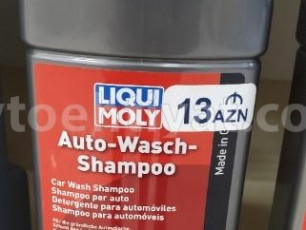 LIQUI
MOLY
13 AZN
Auto-Wasch-
Shampoo
Car Wash Shampoo
Shampoo per auto
Detergente para automóviles
Shampoo para automóveis
Made in